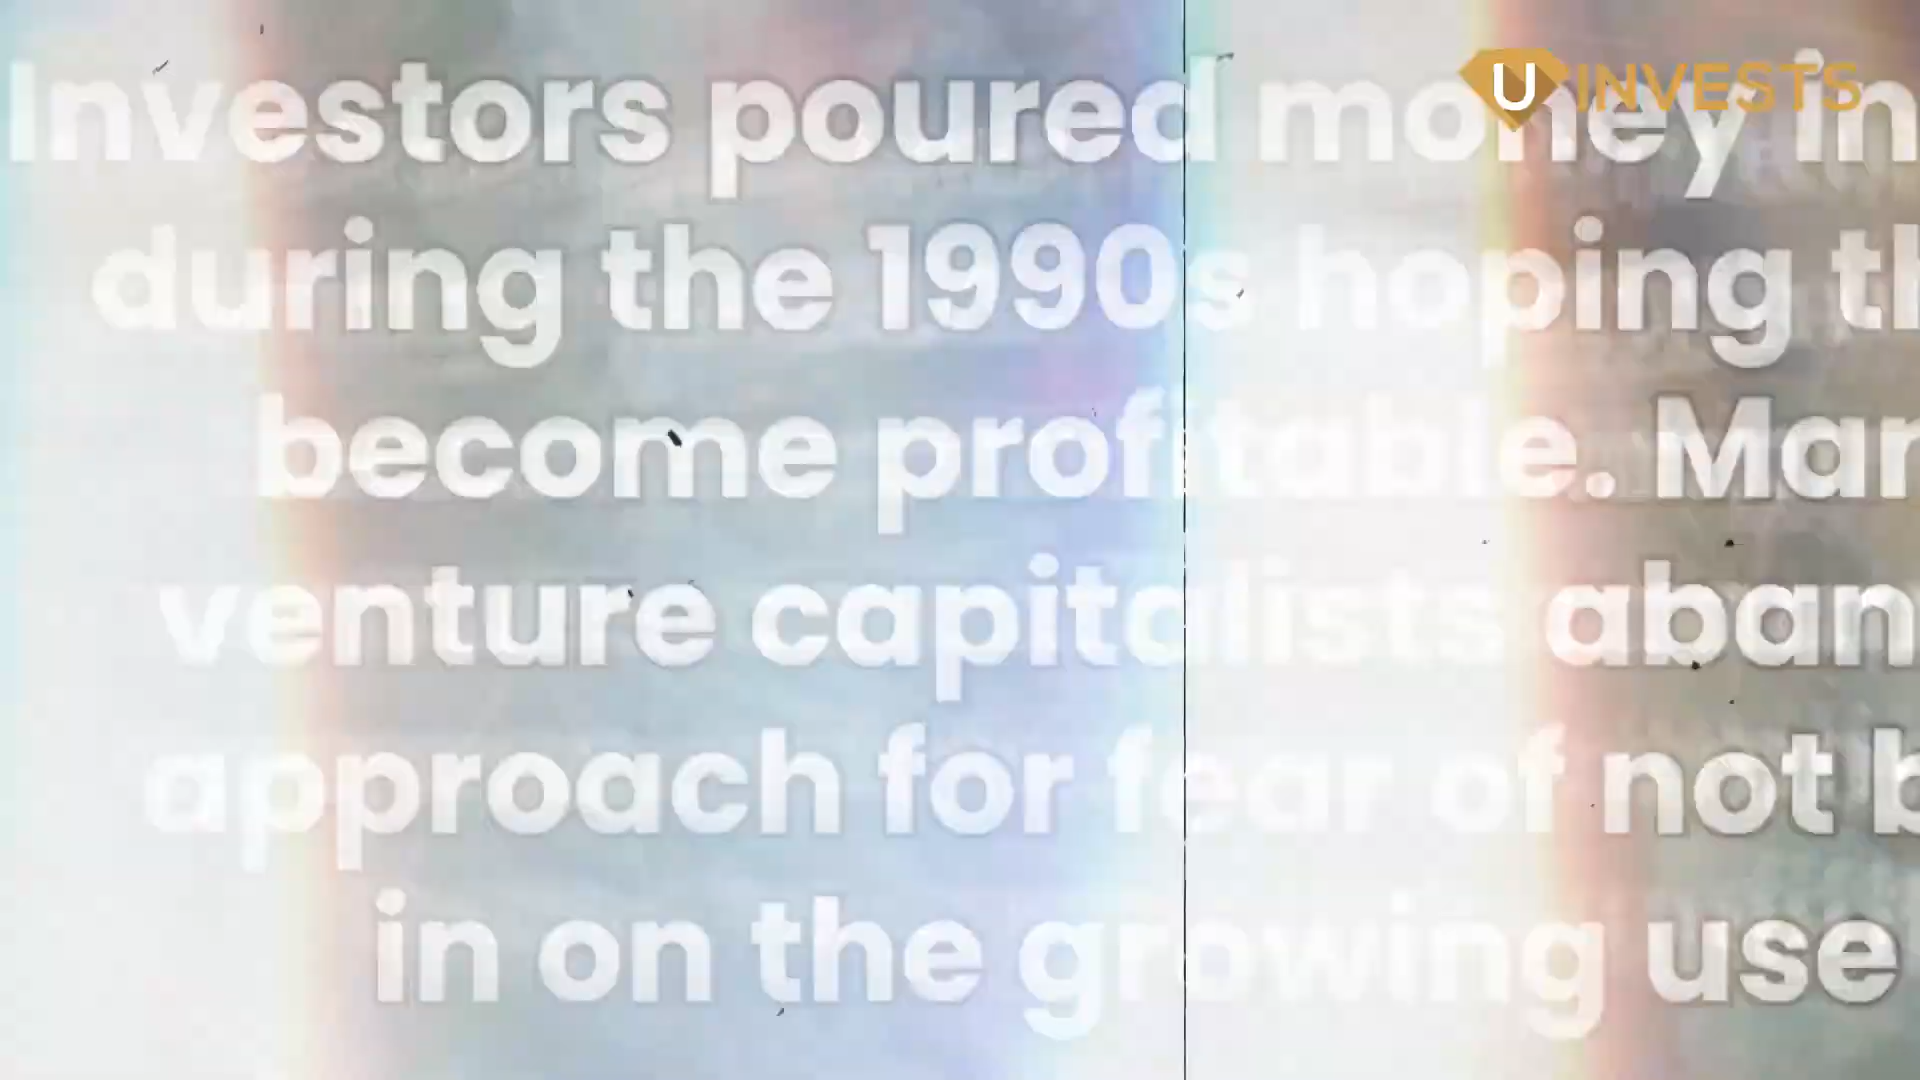 Investors poured money in
U INVESTS
during the 1990s hoping th
become profitable. Mar
venture capitalists aban
approach for fear of not b
in on the growing use